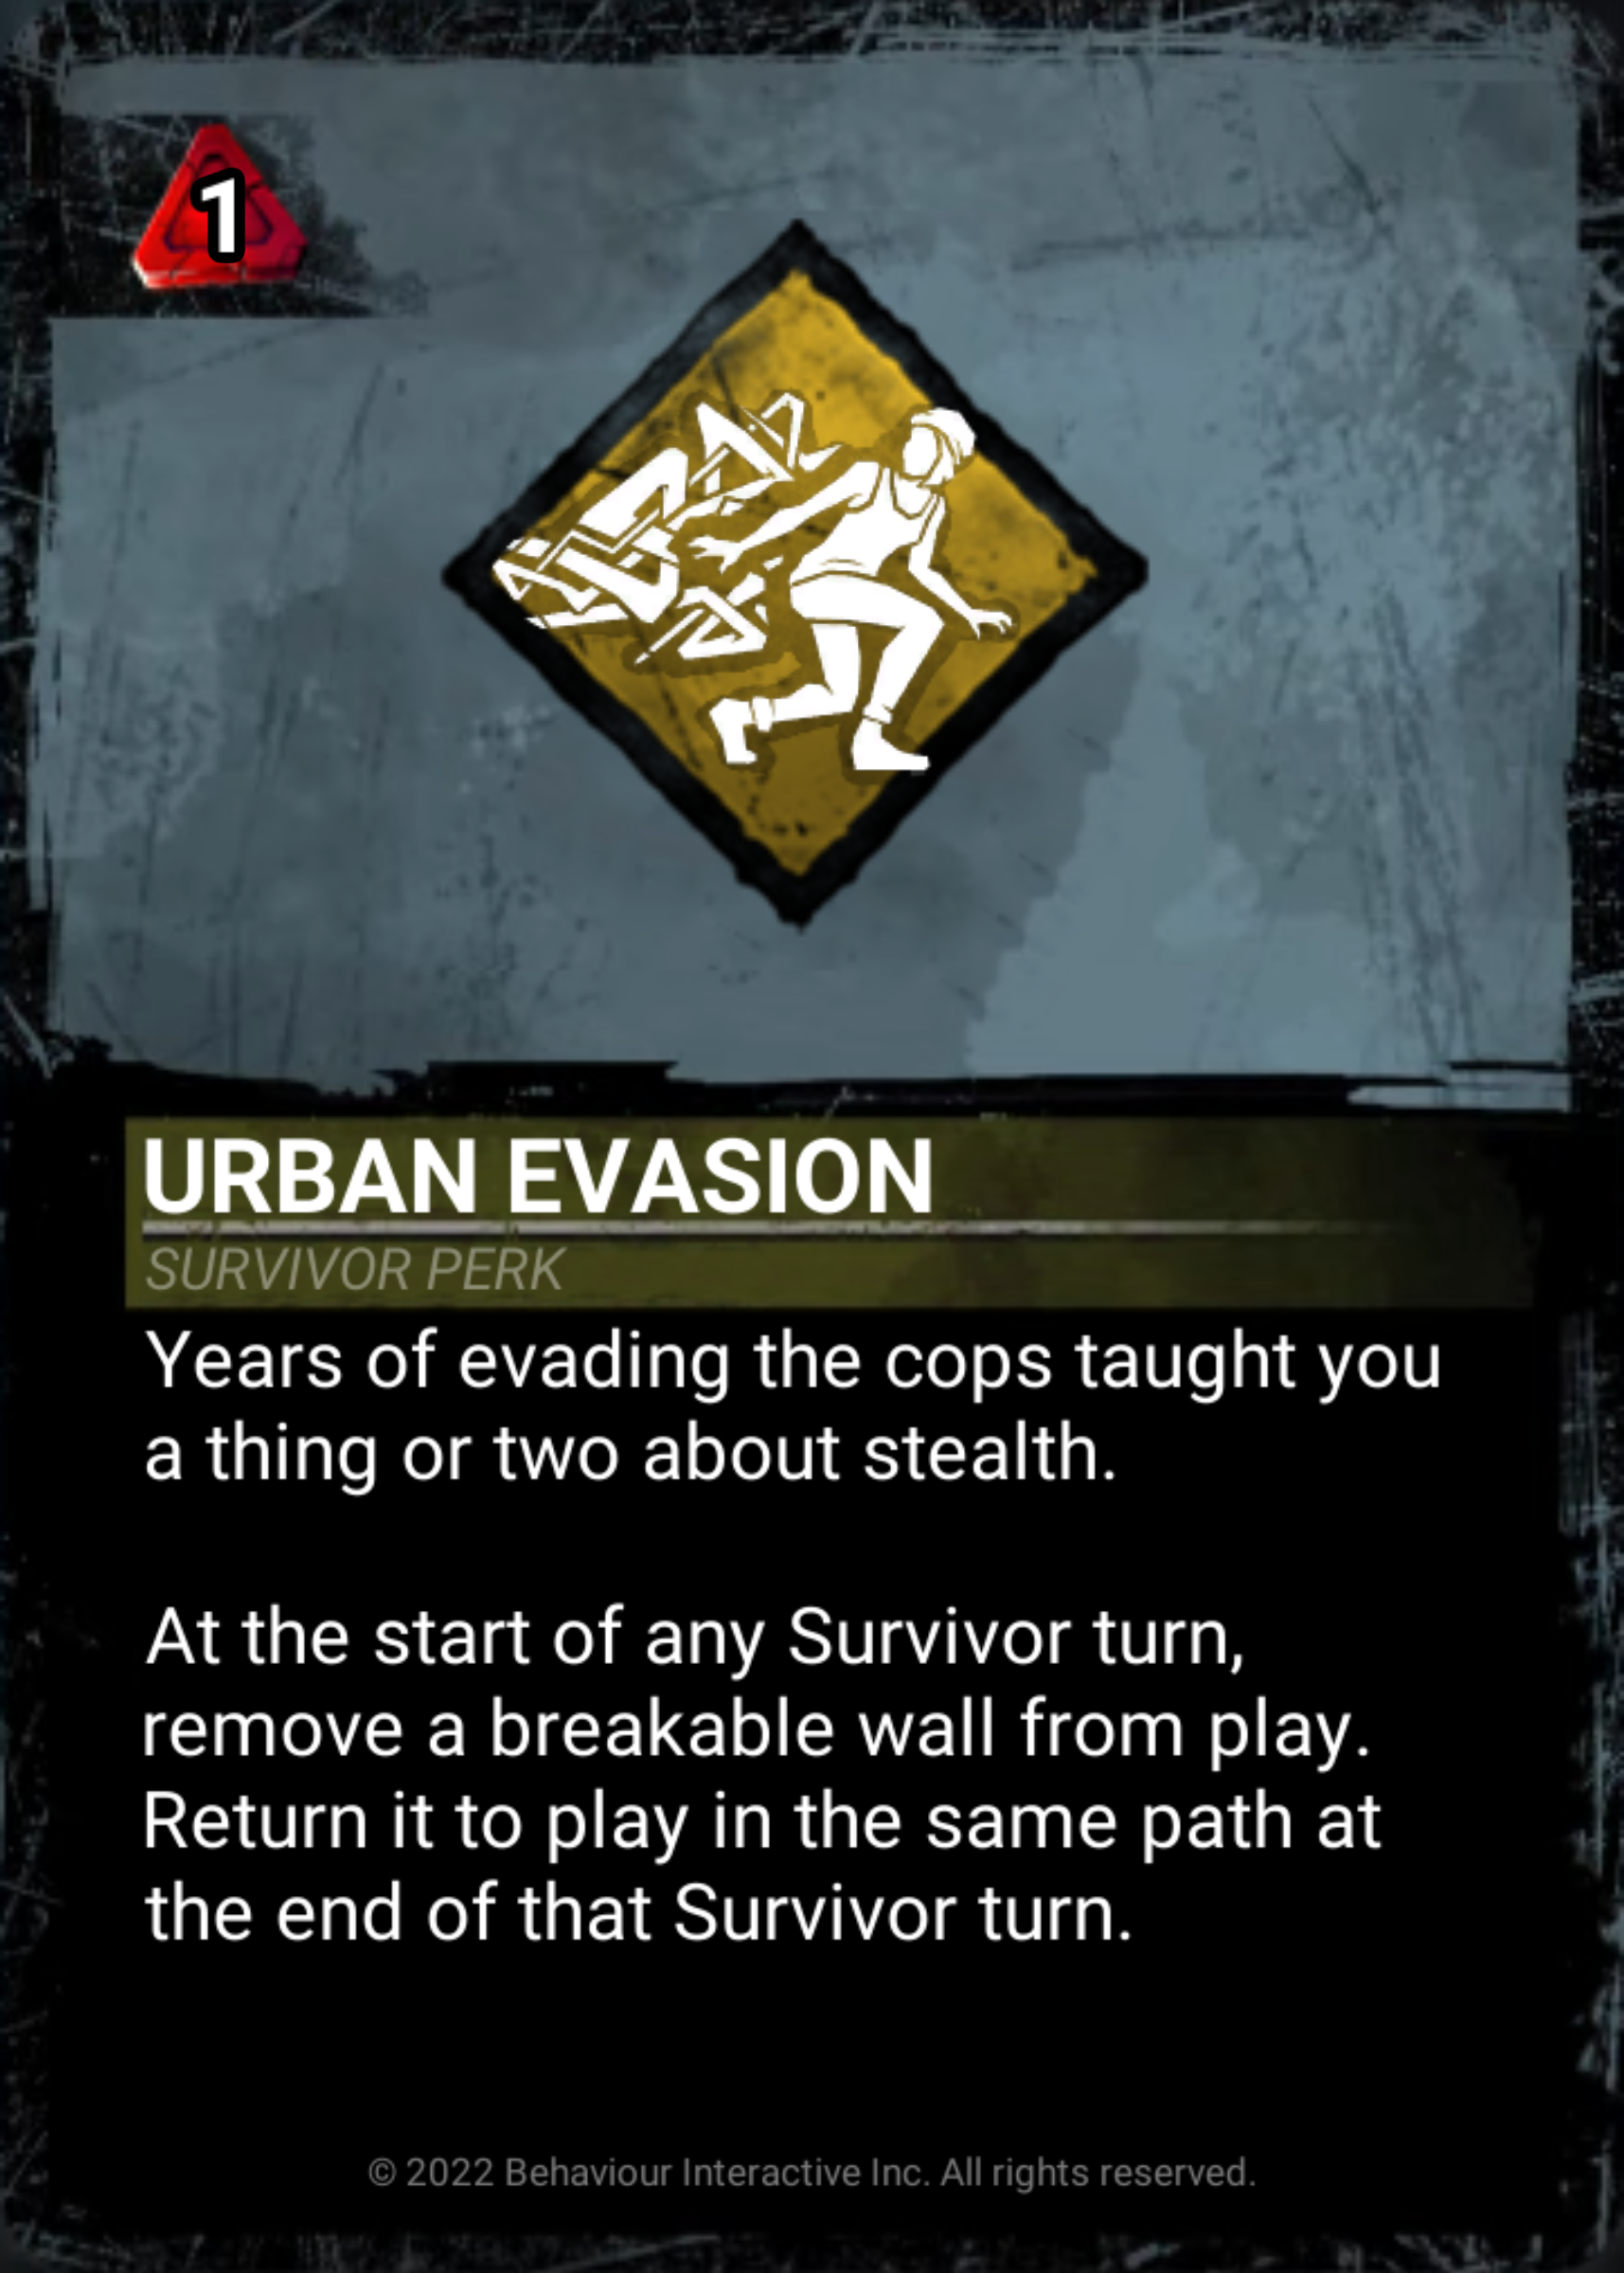 1
URBAN EVASION
SURVIVOR PERK
Years of evading the cops taught you
a thing or two about stealth.
At the start of any Survivor turn,
remove a breakable wall from play.
Return it to play in the same path at
the end of that Survivor turn.
© 2022 Behaviour Interactive Inc. All rights reserved.